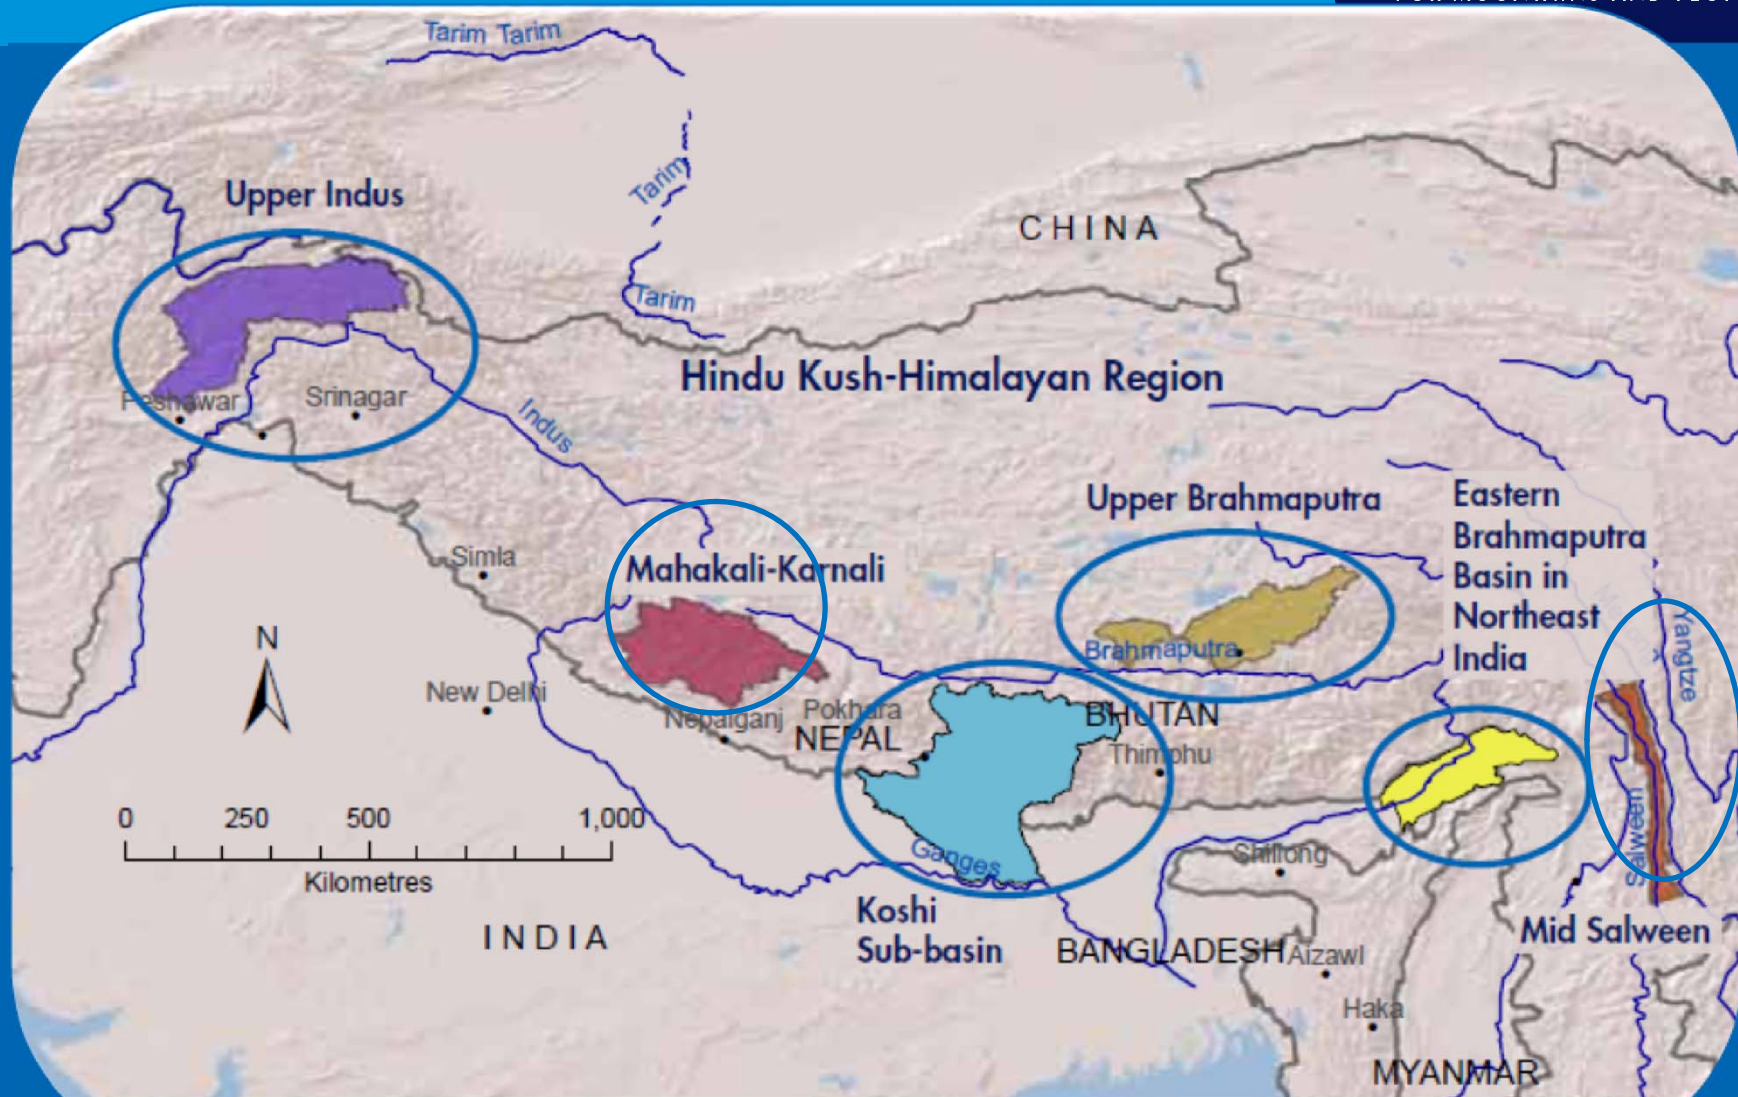 Tarim Tarim
Upper Indus
Tarim
CHINA
Tarim
Hindu Kush-Himalayan Region
Peshawar
Srinagar
Indus
Upper Brahmaputra
Eastern
Brahmaputra
Basin in
Northeast
India
Simla
Mahakali-Karnali
N
Brahmaputra
Yangtze
New Delhi
Nepalganj
Pokhara
NEPAL
BHUTAN
Thimphu
0 250 500 1,000
Kilometres
Ganges
Shillong
Salween
Koshi
Sub-basin
INDIA
BANGLADESH
Aizawl
Mid Salween
Haka
MYANMAR